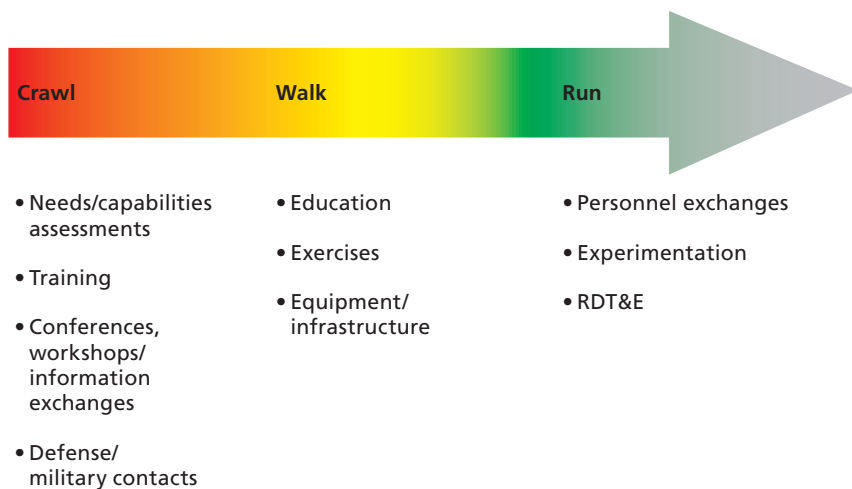 Crawl Walk Run
• Needs/capabilities
assessments
• Training
• Conferences,
workshops/
information
exchanges
• Defense/
military contacts
• Education
• Exercises
• Equipment/
infrastructure
• Personnel exchanges
• Experimentation
• RDT&E